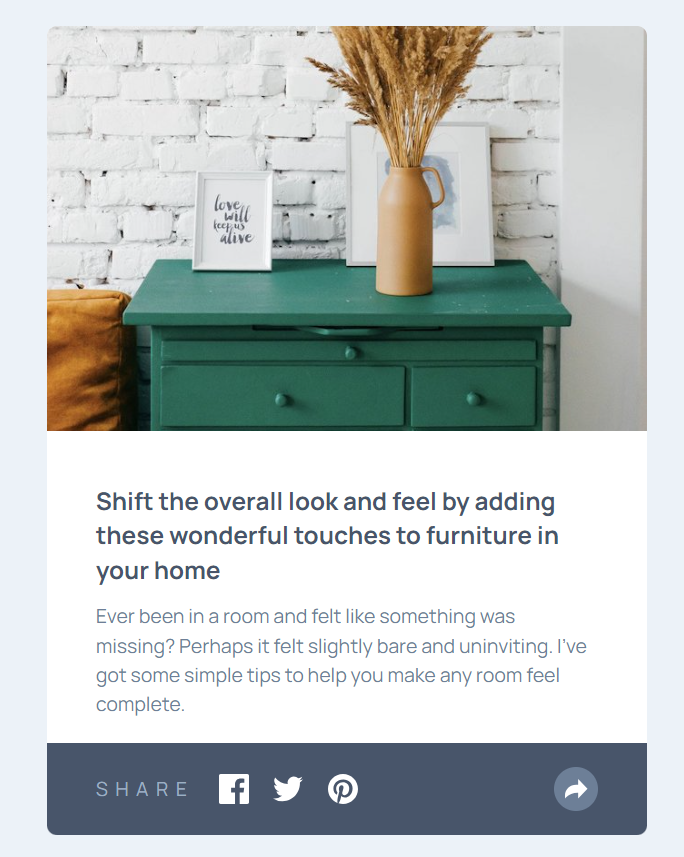 love
will
keep us
alive
Shift the overall look and feel by adding
these wonderful touches to furniture in
your home
Ever been in a room and felt like something was
missing? Perhaps it felt slightly bare and uninviting. I've
got some simple tips to help you make any room feel
complete.
SHARE